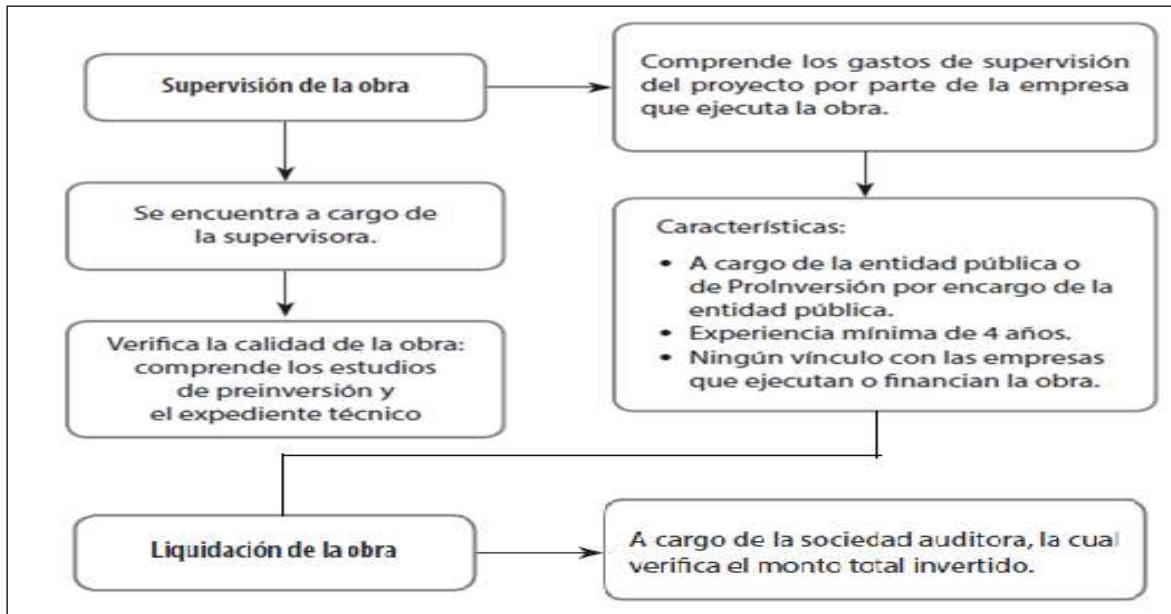 Supervisión de la obra
Comprende los gastos de supervisión
del proyecto por parte de la empresa
que ejecuta la obra.
Se encuentra a cargo de
la supervisora.
Características:
• A cargo de la entidad pública o
de ProInversión por encargo de la
entidad pública.
• Experiencia mínima de 4 años.
• Ningún vínculo con las empresas
que ejecutan o financian la obra.
Verifica la calidad de la obra:
comprende los estudios
de preinversión y
el expediente técnico
Liquidación de la obra
A cargo de la sociedad auditora, la cual
verifica el monto total invertido.